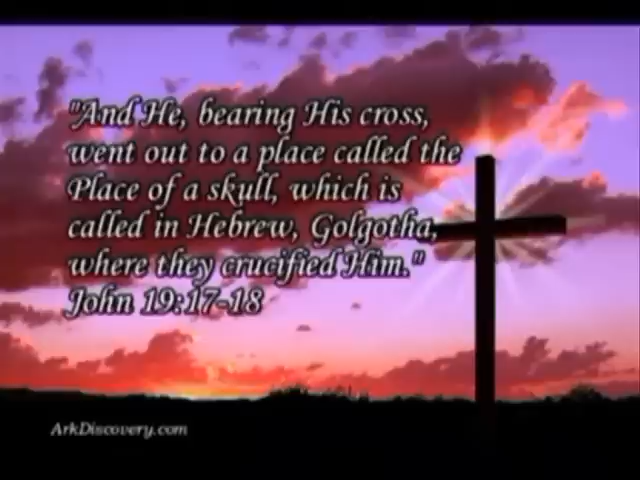 "And He, bearing His cross,
went out to a place called the
Place of a skull, which is
called in Hebrew, Golgotha,
where they crucified Him."
John 19:17-18
ArkDiscovery.com